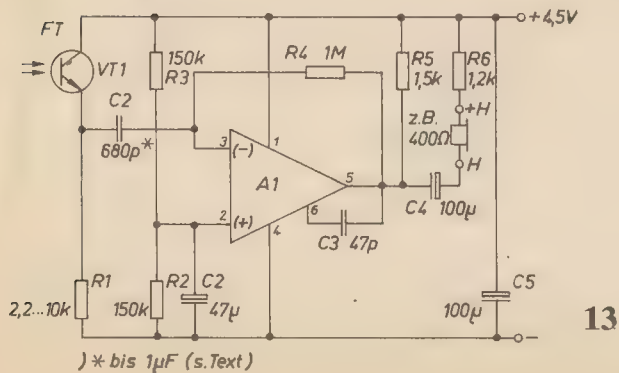 FT
VT1
C2
680p*
R1
2,2...10k
150k
R3
R2
150k
C2
47µ
R4 1M
3 (-)
2 (+)
A1
1
4
5
6
C3 47p
R5
1,5k
R6
1,2k
+H
z.B.
400Ω
H
C4 100µ
C5
100µ
+4,5V
−
)* bis 1µF (s.Text)
13